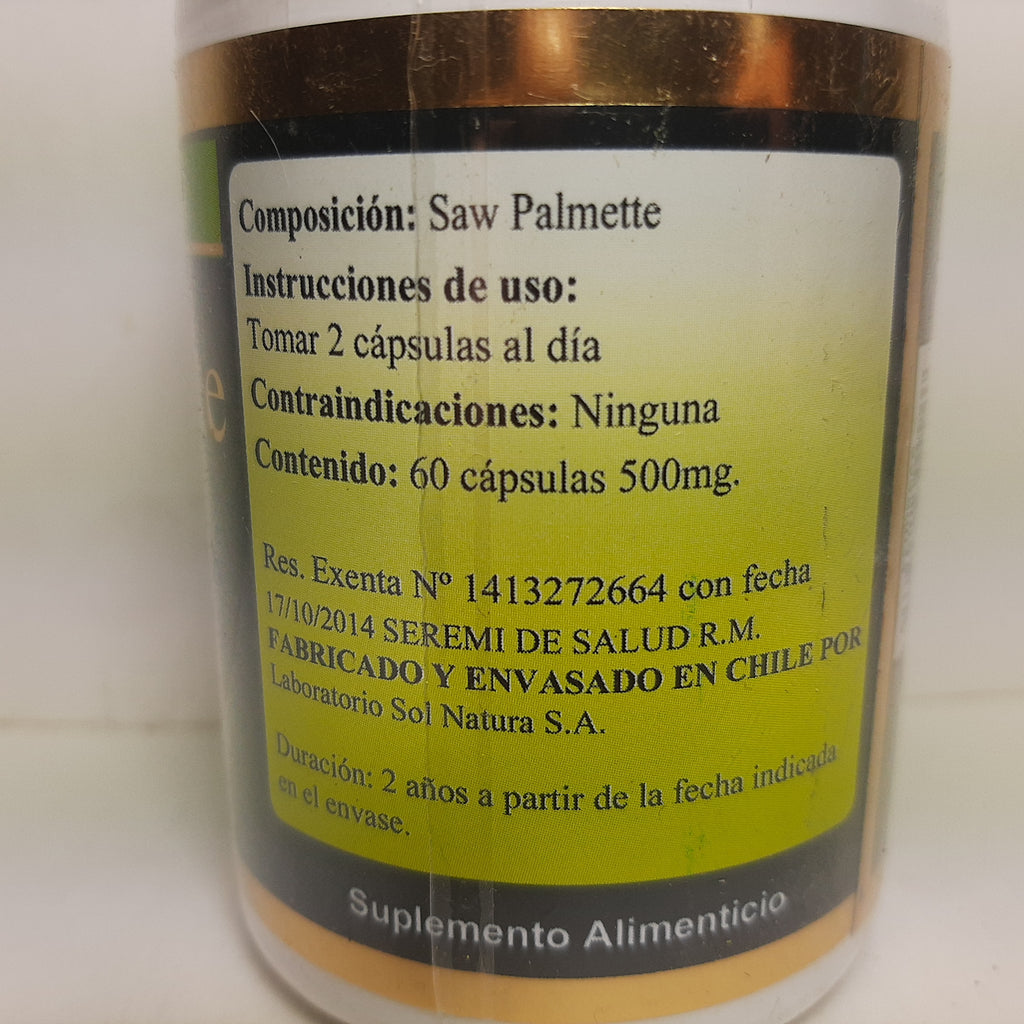 Composición: Saw Palmette
Instrucciones de uso:
Tomar 2 cápsulas al día
Contraindicaciones: Ninguna
Contenido: 60 cápsulas 500mg.
Res. Exenta Nº 1413272664 con fecha
17/10/2014 SEREMI DE SALUD R.M.
FABRICADO Y ENVASADO EN CHILE POR
Laboratorio Sol Natura S.A.
Duración: 2 años a partir de la fecha indicada
en el envase.
Suplemento Alimenticio